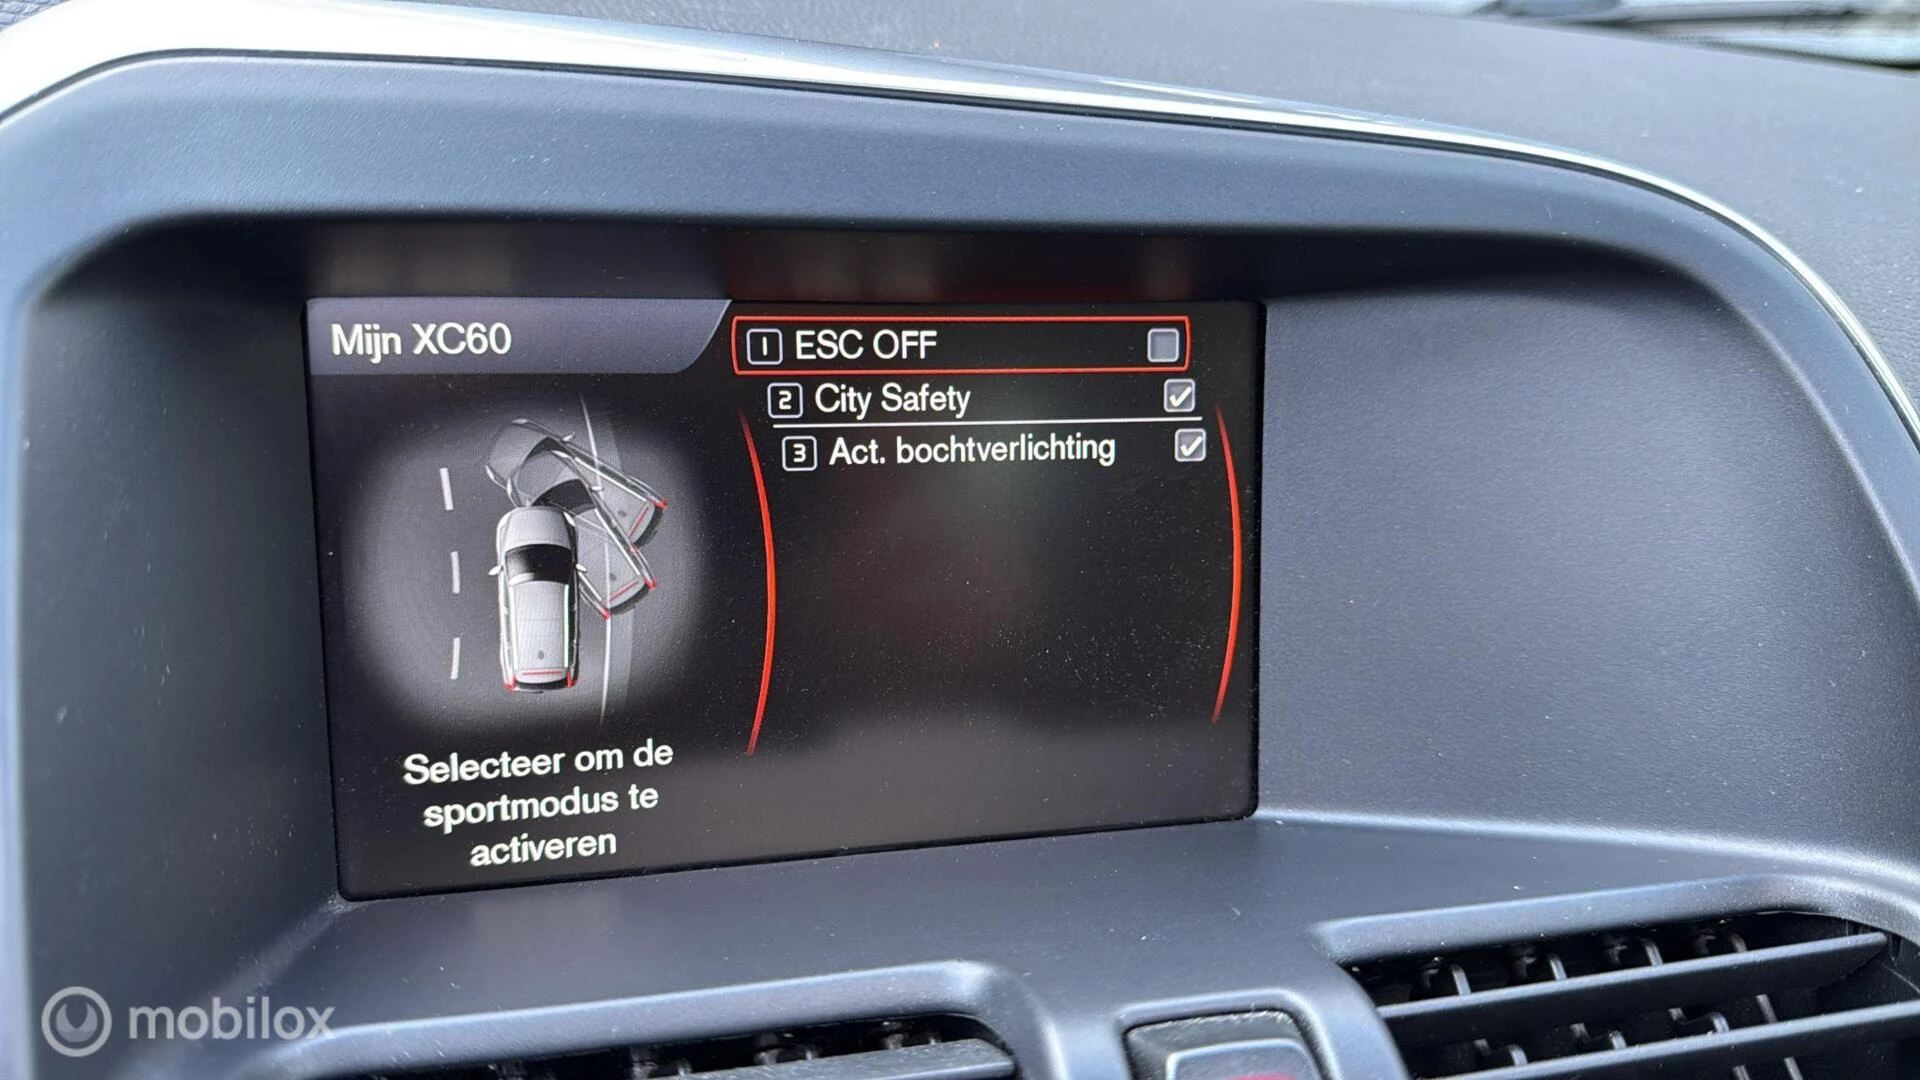 Mijn XC60
1 ESC OFF
2 City Safety
3 Act. bochtverlichting
Selecteer om de
sportmodus te
activeren
mobilox